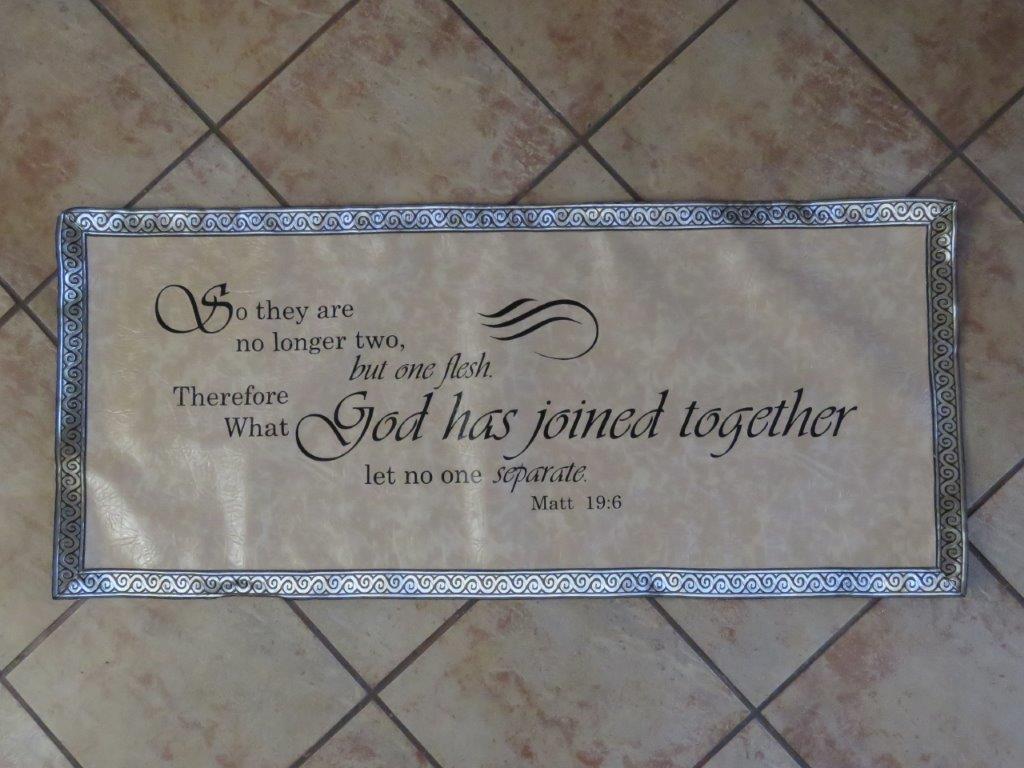 So they are
no longer two,
but one flesh.
Therefore
What God has joined together
let no one separate.
Matt 19:6